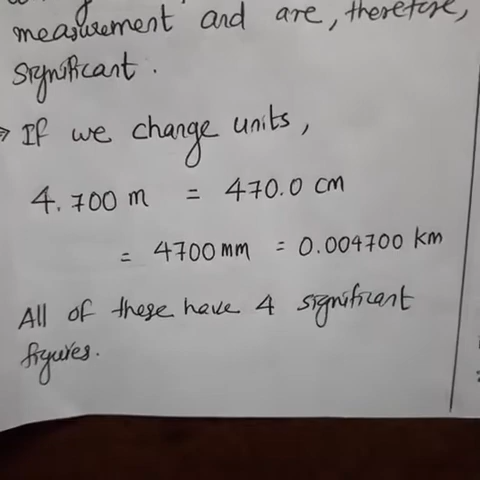 measurement and are, therefore,
significant.
⇒ If we change units,
4.700 m = 470.0 cm
= 4700 mm = 0.004700 km
All of these have 4 significant
figures.